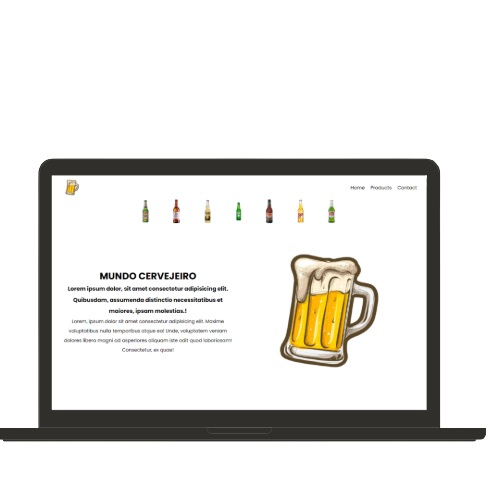 Home Products Contact
MUNDO CERVEJEIRO
Lorem ipsum dolor, sit amet consectetur adipisicing elit.
Quibusdam, assumenda distinctio necessitatibus et
maiores, ipsam molestias.!
Lorem, ipsum dolor sit amet consectetur adipisicing elit. Maxime
voluptatibus nulla temporibus atque ea! Unde, voluptatem veniam
dolores libero magni ad asperiores aliquam iste odit quod laboriosam!
Consectetur, ex quae!